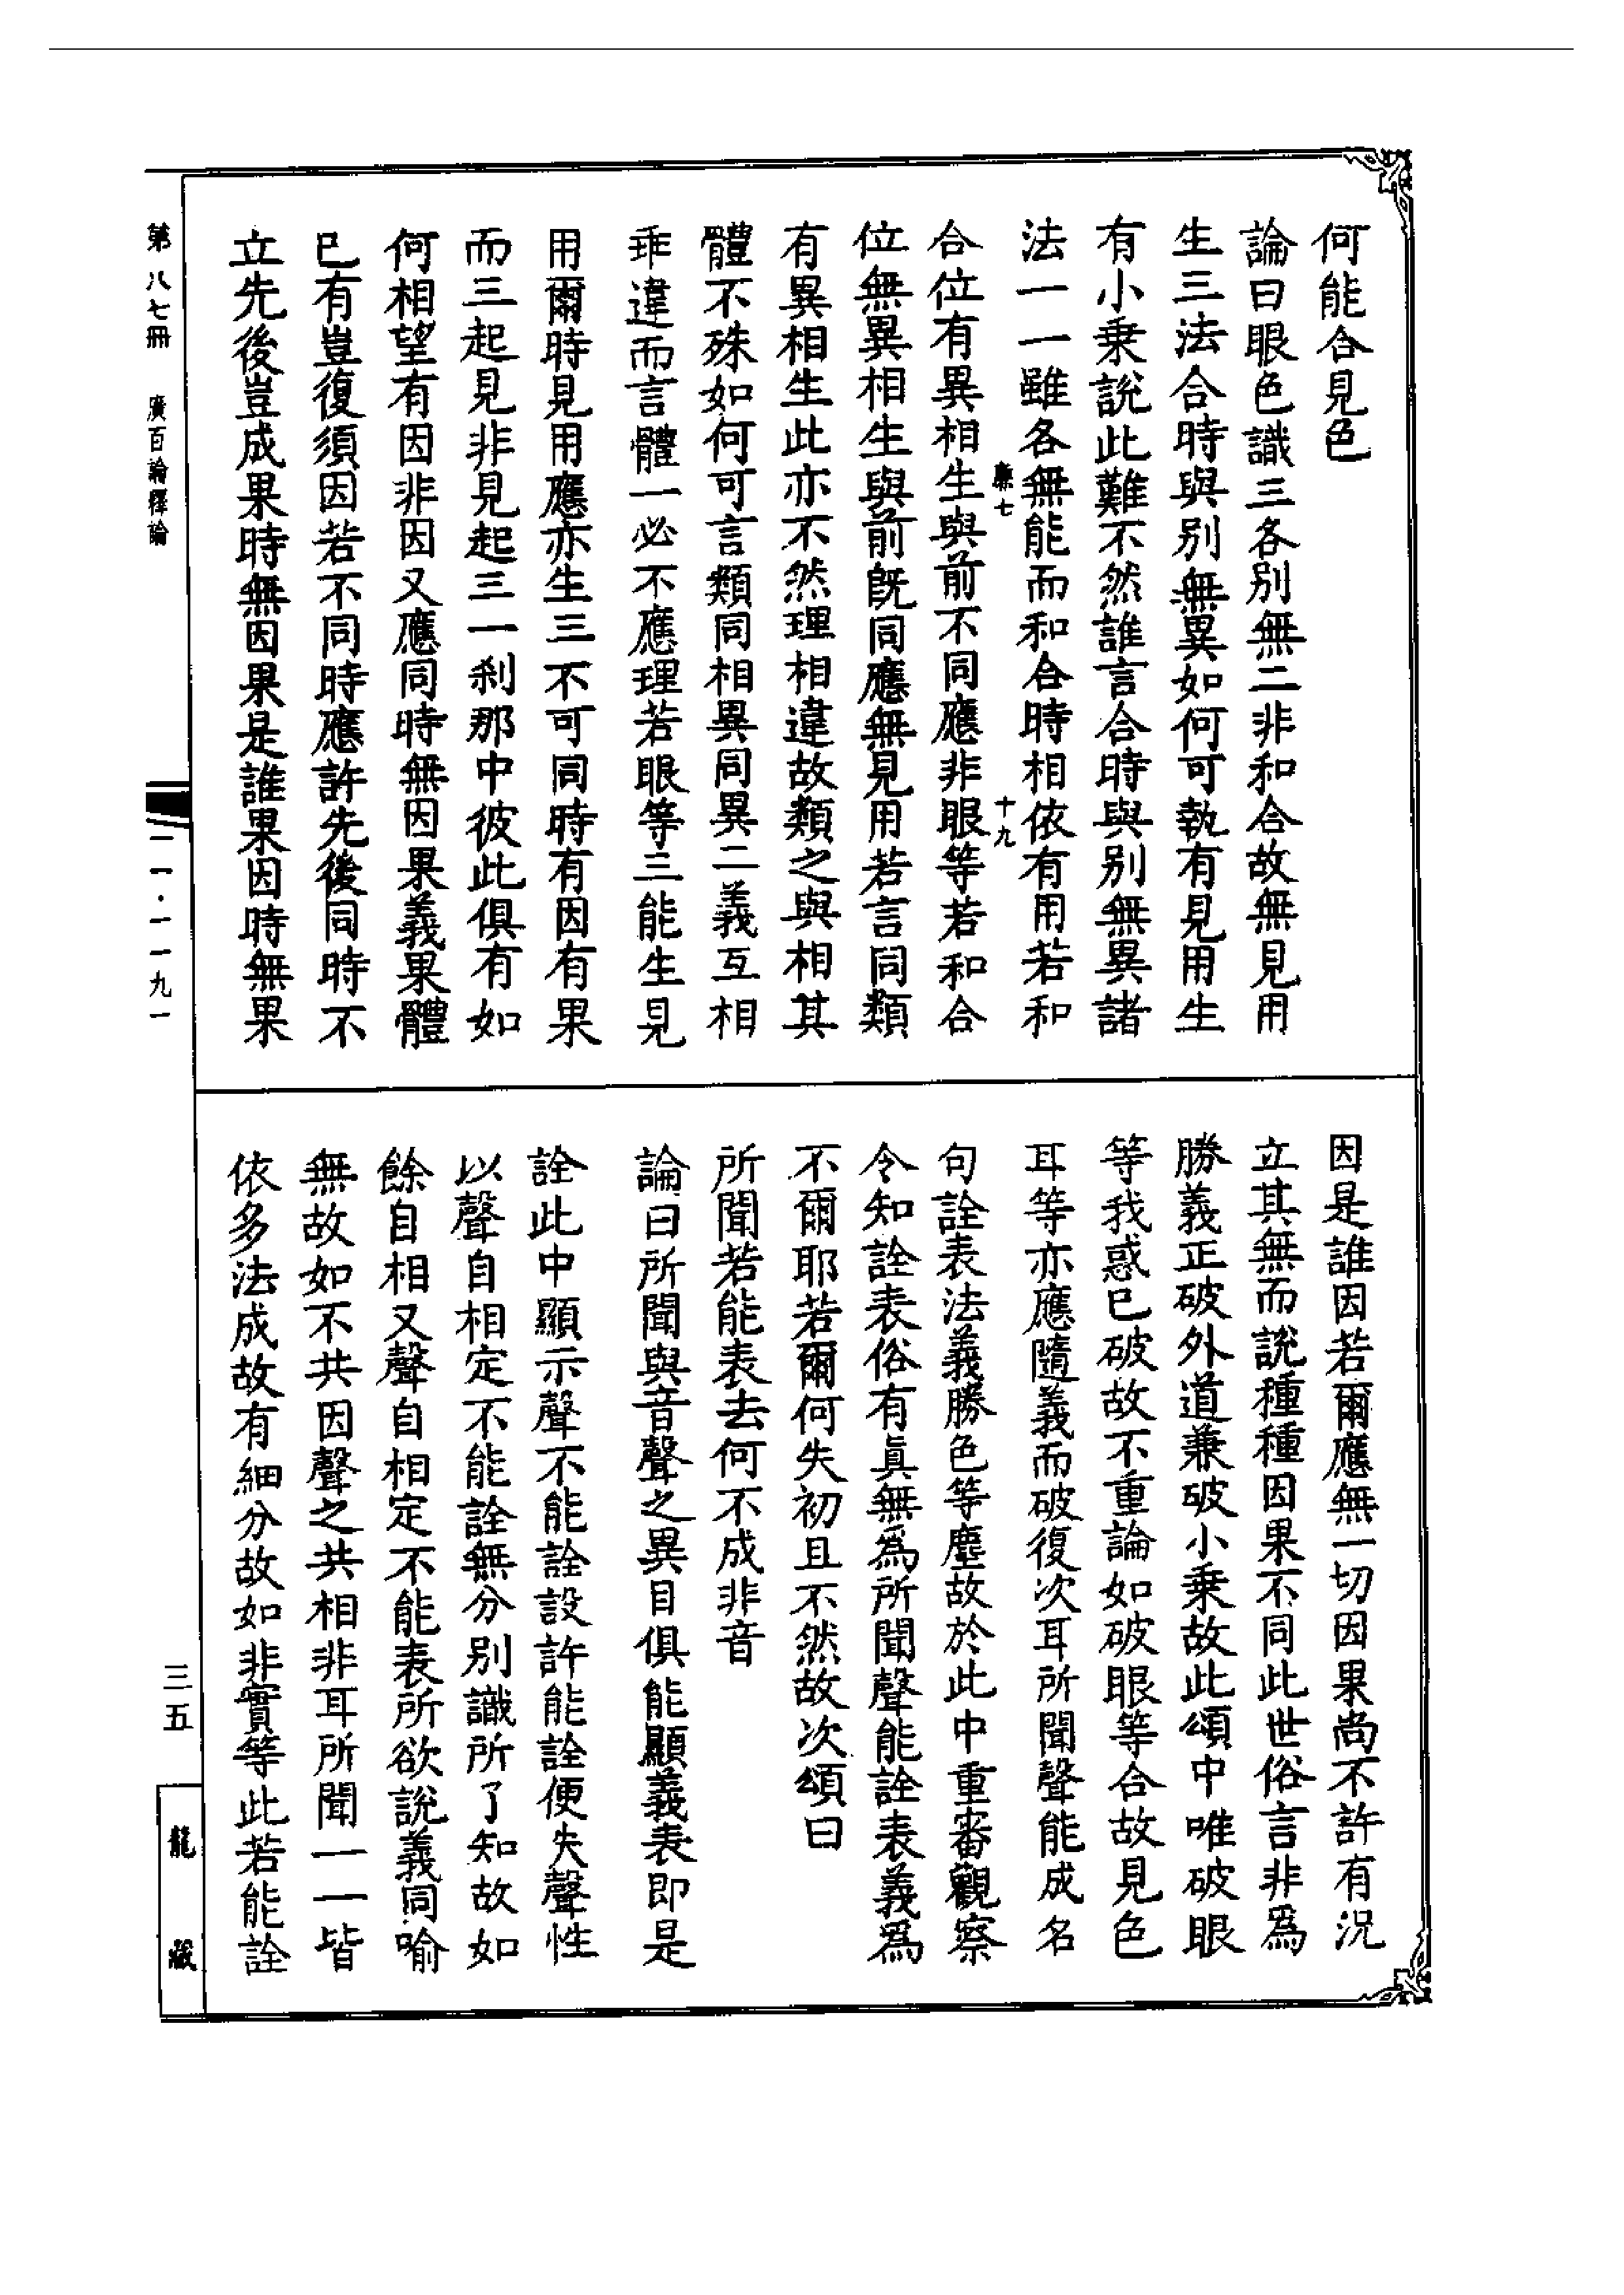 何能合見色
論曰眼色識三各別無二非和合故無見用
生三法合時與別無異如何可執有見用生
有小乘說此難不然誰言合時與別無異諸
法一一雖各無能而和合時相依有用若和
㢘七
十九
合位有異相生與前不同應非眼等若和合
位無異相生與前既同應無見用若言同類
有異相生此亦不然理相違故類之與相其
體不殊如何可言類同相異同異二義互相
乖違而言體一必不應理若眼等三能生見
用爾時見用應亦生三不可同時有因有果
而三起見非見起三一剎那中彼此俱有如
何相望有因非因又應同時無因果義果體
已有豈復須因若不同時應許先後同時不
立先後豈成果時無因果是誰果因時無果
因是誰因若爾應無一切因果尚不許有況
立其無而說種種因果不同此世俗言非為
勝義正破外道兼破小乘故此頌中唯破眼
等我惑已破故不重論如破眼等合故見色
耳等亦應隨義而破復次耳所聞聲能成名
句詮表法義勝色等塵故於此中重審觀察
令知詮表俗有眞無爲所聞聲能詮表義爲
不爾耶若爾何失初且不然故次頌曰
所聞若能表去何不成非音
論曰所聞與音聲之異目俱能顯義表即是
詮此中顯示聲不能詮設許能詮便失聲性
以聲自相定不能詮無分別識所了知故如
餘自相又聲自相定不能表所欲說義同喻
無故如不共因聲之共相非耳所聞一一皆
依多法成故有細分故如非實等此若能詮
第八七冊 廣百論釋論
一一·一一九一
三五
龍藏